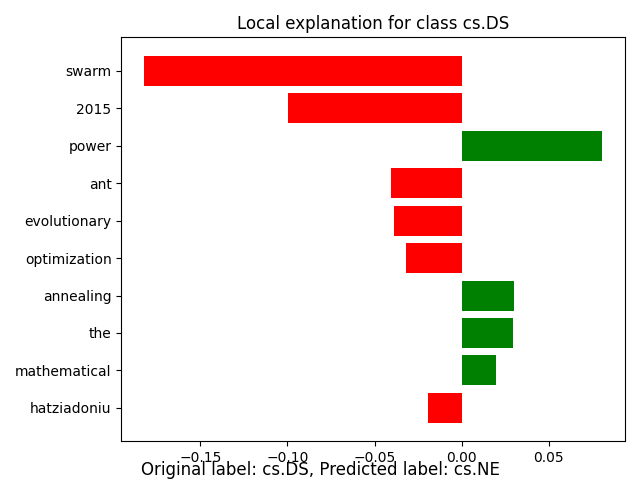 Local explanation for class cs.DS
swarm
2015
power
ant
evolutionary
optimization
annealing
the
mathematical
hatziadoniu
−0.15 −0.10 −0.05 0.00 0.05
Original label: cs.DS, Predicted label: cs.NE